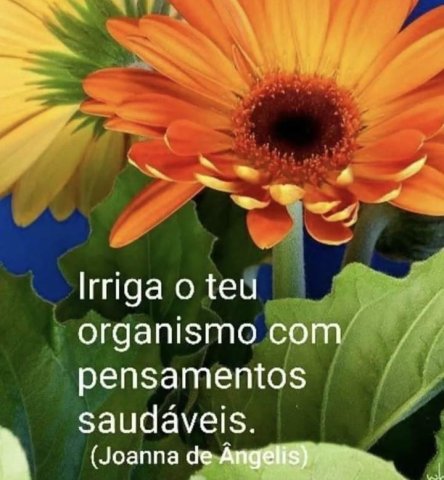 Irriga o teu
organismo com
pensamentos
saudáveis.
(Joanna de Ângelis)